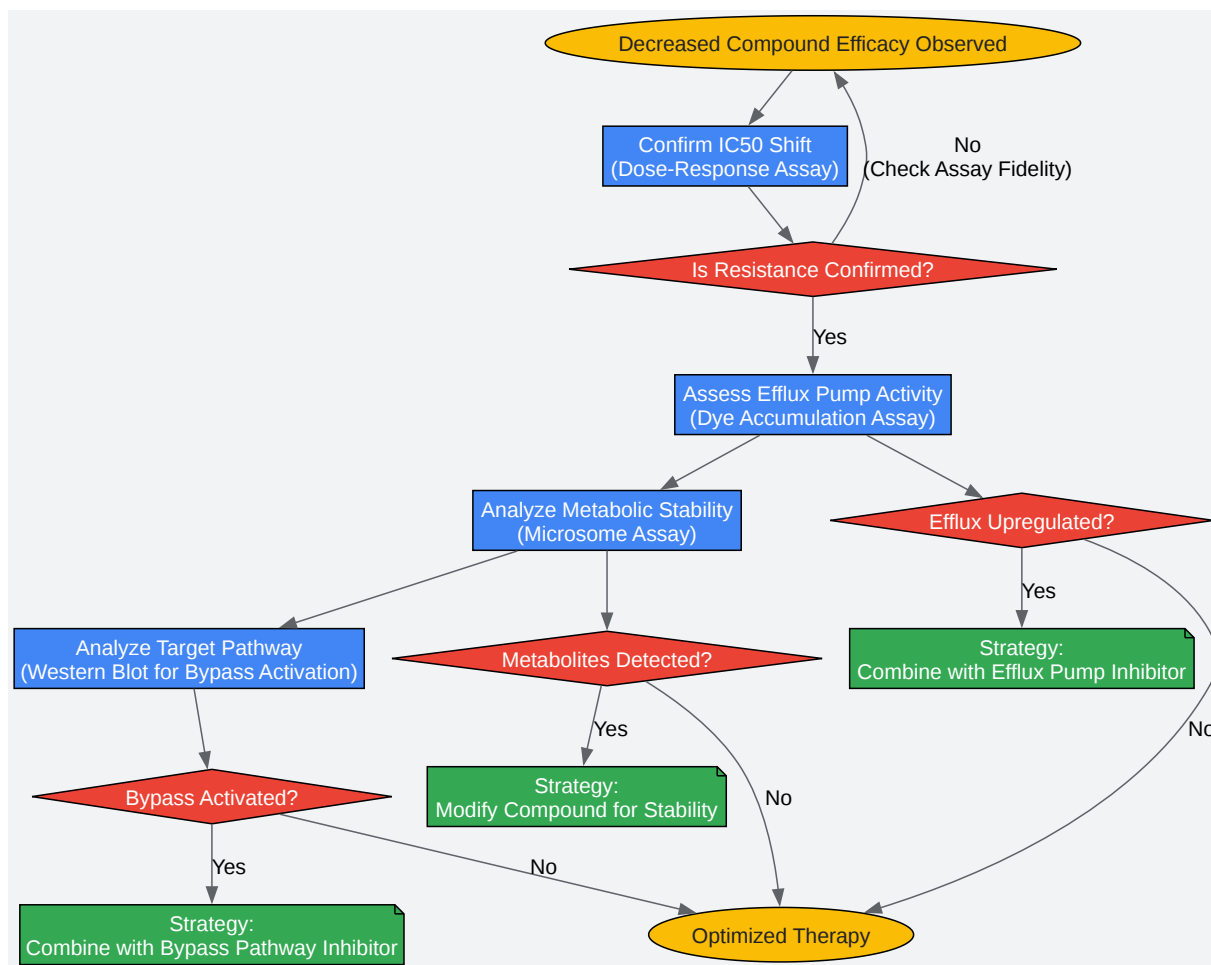 Decreased Compound Efficacy Observed
Confirm IC50 Shift
(Dose-Response Assay)
No
(Check Assay Fidelity)
Is Resistance Confirmed?
Yes
Assess Efflux Pump Activity
(Dye Accumulation Assay)
Analyze Metabolic Stability
(Microsome Assay)
Efflux Upregulated?
Yes
Analyze Target Pathway
(Western Blot for Bypass Activation)
Metabolites Detected?
Strategy:
Combine with Efflux Pump Inhibitor
No
Yes
Bypass Activated?
Strategy:
Modify Compound for Stability
No
Yes
No
Strategy:
Combine with Bypass Pathway Inhibitor
Optimized Therapy